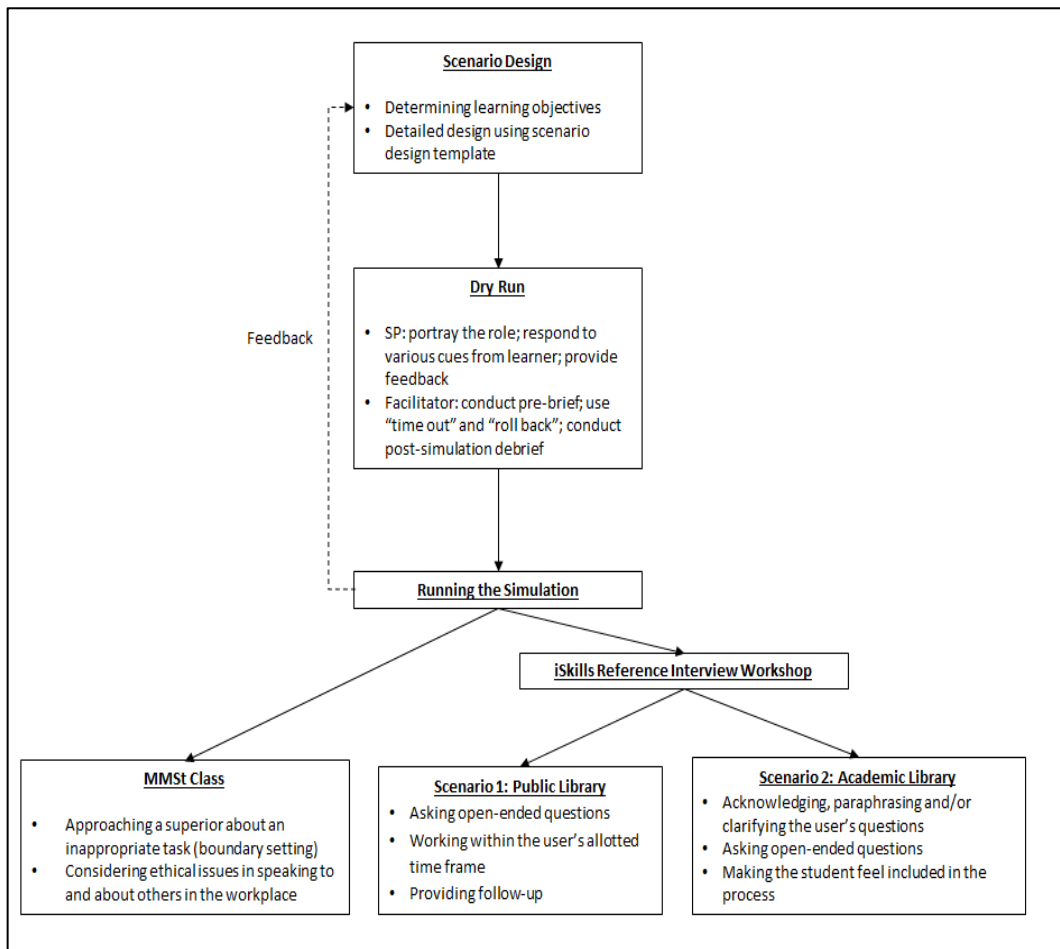 Scenario Design
• Determining learning objectives
• Detailed design using scenario
design template
Feedback
Dry Run
• SP: portray the role; respond to
various cues from learner; provide
feedback
• Facilitator: conduct pre-brief; use
“time out” and “roll back”; conduct
post-simulation debrief
Running the Simulation
iSkills Reference Interview Workshop
MMSt Class
• Approaching a superior about an
inappropriate task (boundary setting)
• Considering ethical issues in speaking to
and about others in the workplace
Scenario 1: Public Library
• Asking open-ended questions
• Working within the user’s allotted
time frame
• Providing follow-up
Scenario 2: Academic Library
• Acknowledging, paraphrasing and/or
clarifying the user’s questions
• Asking open-ended questions
• Making the student feel included in the
process